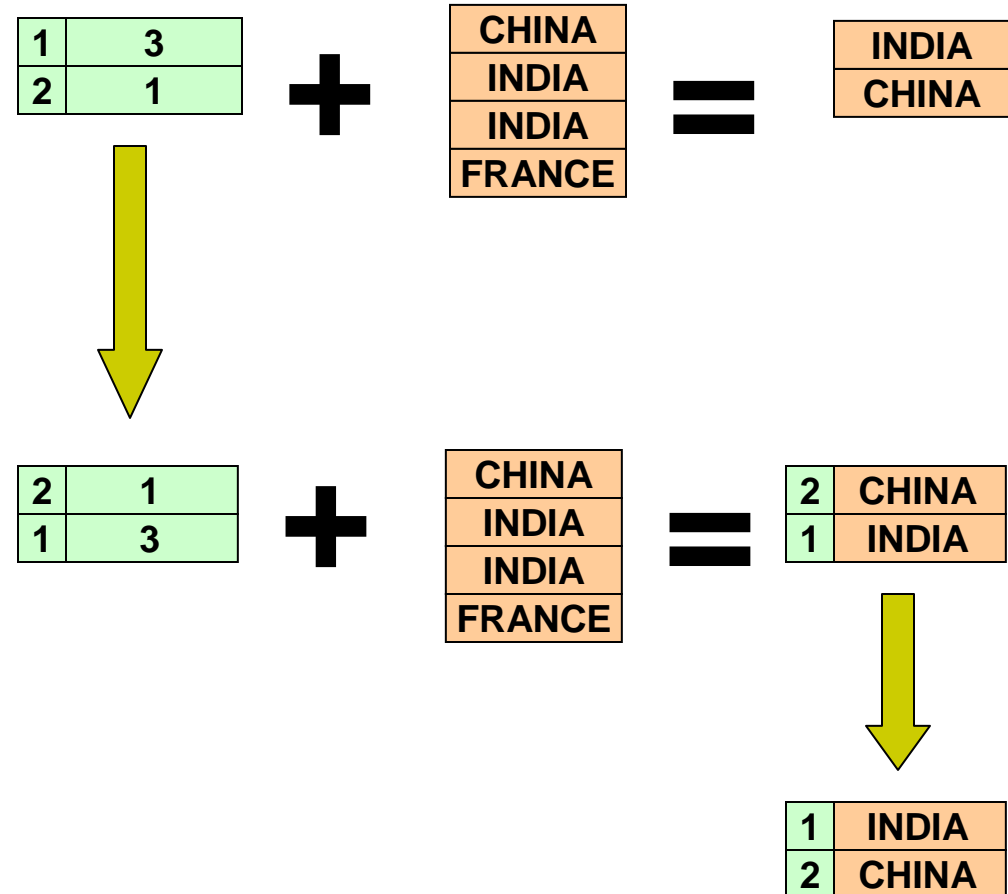 1 3
2 1
+
CHINA
INDIA
INDIA
FRANCE
=
INDIA
CHINA
2 1
1 3
+
CHINA
INDIA
INDIA
FRANCE
=
2 CHINA
1 INDIA
1 INDIA
2 CHINA